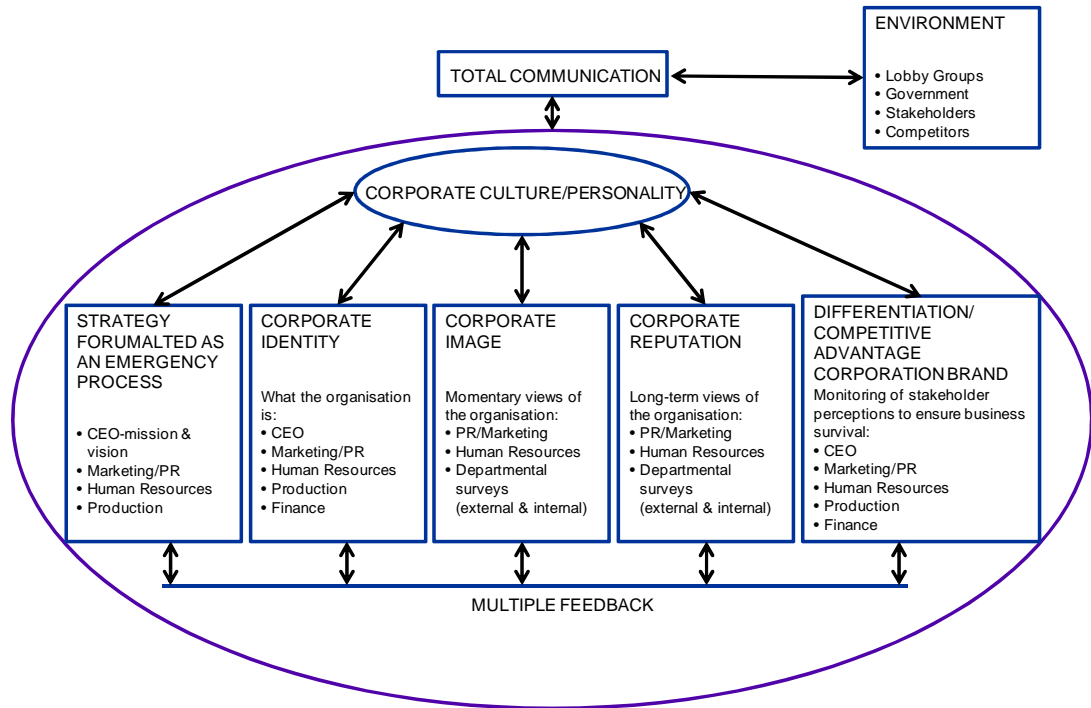 ENVIRONMENT
• Lobby Groups
• Government
• Stakeholders
• Competitors
TOTAL COMMUNICATION
CORPORATE CULTURE/PERSONALITY
STRATEGY
FORUMALTED AS
AN EMERGENCY
PROCESS
• CEO-mission &
vision
• Marketing/PR
• Human Resources
• Production
CORPORATE
IDENTITY
What the organisation
is:
• CEO
• Marketing/PR
• Human Resources
• Production
• Finance
CORPORATE
IMAGE
Momentary views of
the organisation:
• PR/Marketing
• Human Resources
• Departmental
surveys
(external & internal)
CORPORATE
REPUTATION
Long-term views of
the organisation:
• PR/Marketing
• Human Resources
• Departmental
surveys
(external & internal)
DIFFERENTIATION/
COMPETITIVE
ADVANTAGE
CORPORATION BRAND
Monitoring of stakeholder
perceptions to ensure business
survival:
• CEO
• Marketing/PR
• Human Resources
• Production
• Finance
MULTIPLE FEEDBACK